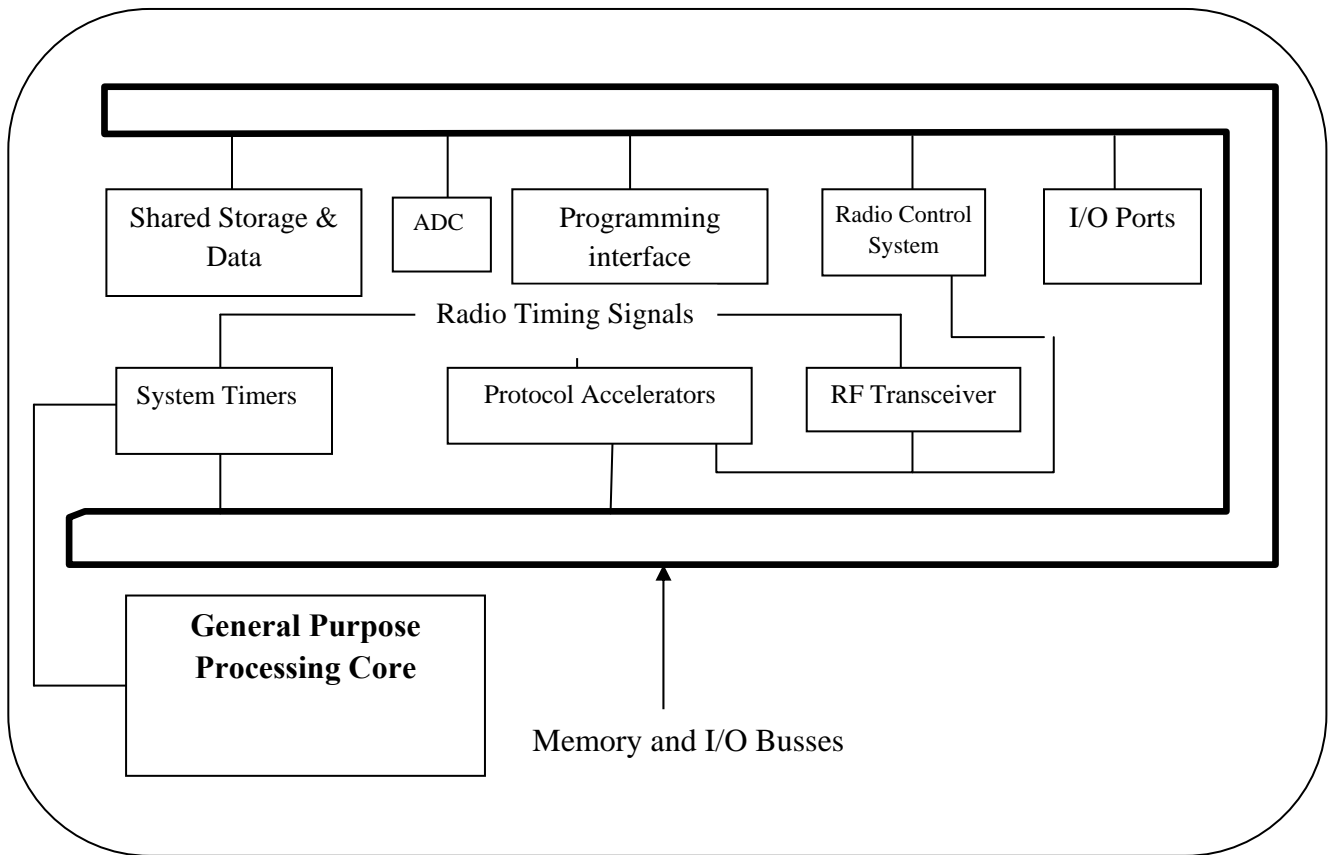 Shared Storage &
Data
ADC
Programming
interface
Radio Control
System
I/O Ports
Radio Timing Signals
System Timers
Protocol Accelerators
RF Transceiver
General Purpose
Processing Core
Memory and I/O Busses